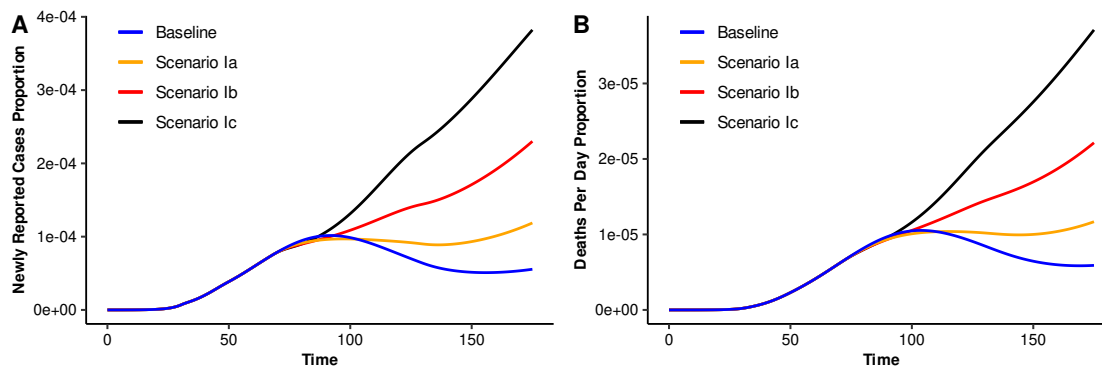 A
Newly Reported Cases Proportion
4e-04
3e-04
2e-04
1e-04
0e+00
Baseline
Scenario Ia
Scenario Ib
Scenario Ic
0 50 100 150
Time
B
Deaths Per Day Proportion
3e-05
2e-05
1e-05
0e+00
Baseline
Scenario Ia
Scenario Ib
Scenario Ic
0 50 100 150
Time